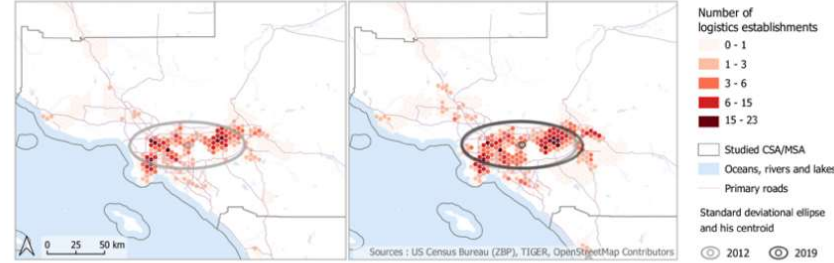 Number of
logistics establishments
0 - 1
1 - 3
3 - 6
6 - 15
15 - 23
Studied CSA/MSA
Oceans, rivers and lakes
Primary roads
Standard deviational ellipse
and his centroid
2012 2019
0 25 50 km
Sources : US Census Bureau (ZBP), TIGER, OpenStreetMap Contributors